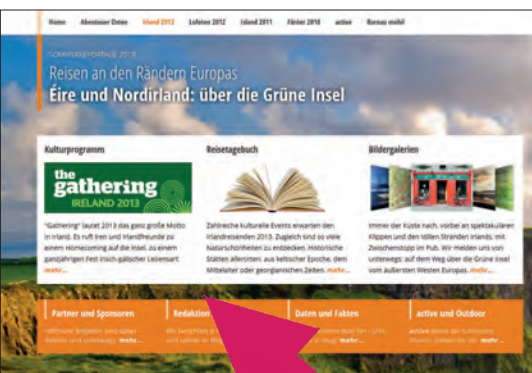 Home Abenteuer Osten Irland 2013 Lofoten 2012 Island 2011 Färöer 2010 active Bureau mobil
SOMMERREPORTAGE 2013
Reisen an den Rändern Europas
Éire und Nordirland: über die Grüne Insel
Kulturprogramm
the
gathering
IRELAND 2013
"Gathering" lautet 2013 das ganz große Motto
in Irland. Es ruft Iren und Irlandfreunde zu
einem Homecoming auf die Insel, zu einem
ganzjährigen Fest irisch-gälischer Lebensart.
mehr...
Reisetagebuch
Zahlreiche kulturelle Events erwarten den
Irlandreisenden 2013. Zugleich sind so viele
Naturschönheiten zu entdecken. Historische
Stätten allerorten: aus keltischer Epoche, dem
Mittelalter oder georgianischen Zeiten. mehr...
Bildergalerien
Immer der Küste nach, vorbei an spektakulären
Klippen und den stillen Stränden Irlands, mit
Zwischenstopp im Pub. Wir melden uns von
unterwegs: auf dem Weg über die Grüne Insel
vom äußersten Westen Europas. mehr...
Partner und Sponsoren
mehr...
Redaktion
Daten und Fakten
mehr...
active und Outdoor
active
mehr...